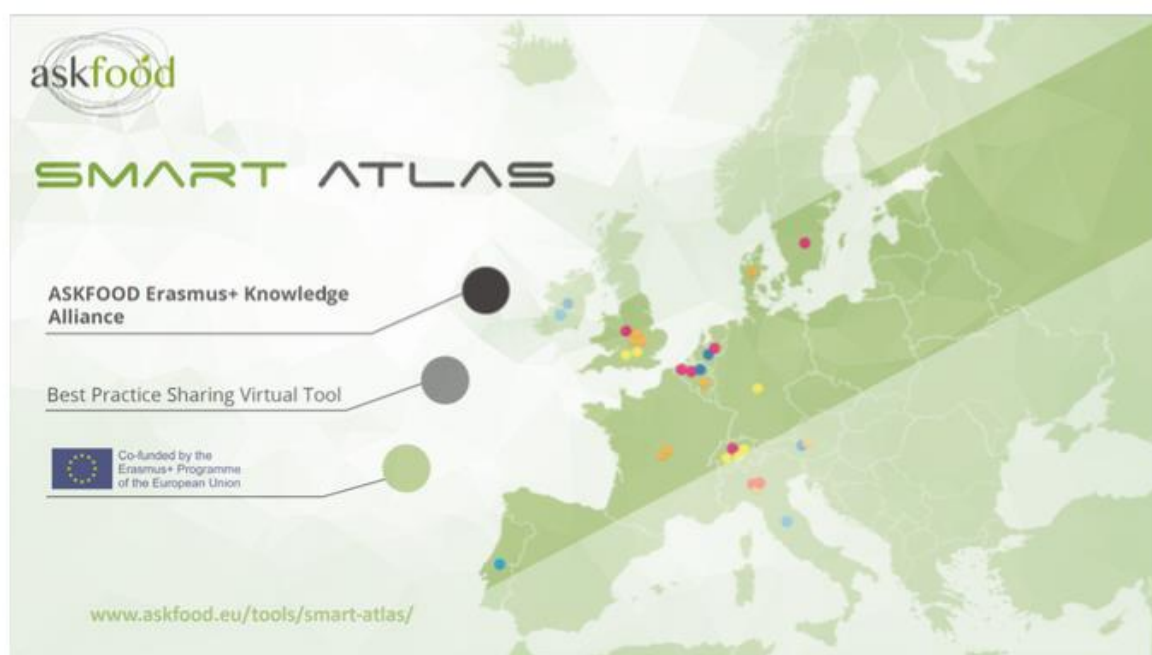 askfood
SMART ATLAS
ASKFOOD Erasmus+ Knowledge
Alliance
Best Practice Sharing Virtual Tool
Co-funded by the
Erasmus+ Programme
of the European Union
www.askfood.eu/tools/smart-atlas/